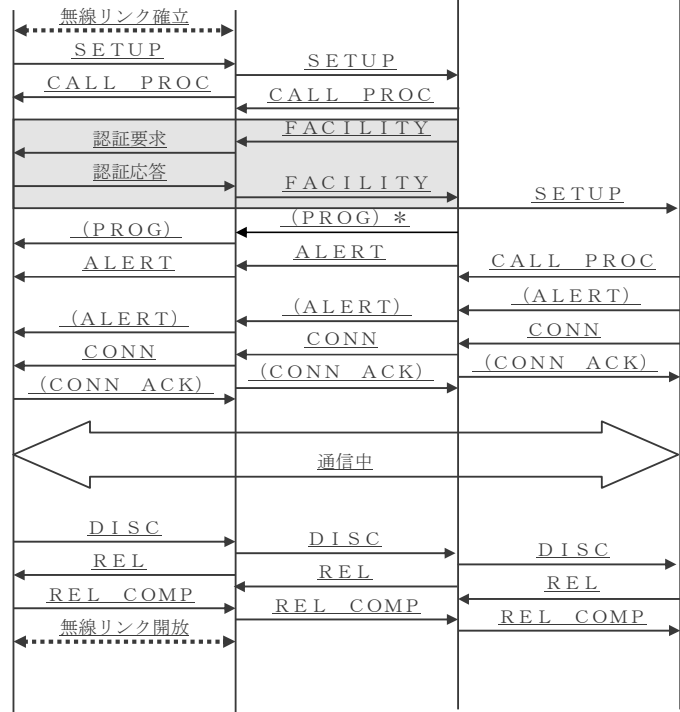 無線リンク確立
ＳＥＴＵＰ
ＳＥＴＵＰ
ＣＡＬＬ　ＰＲＯＣ
ＣＡＬＬ　ＰＲＯＣ
ＦＡＣＩＬＩＴＹ
認証要求
認証応答
ＦＡＣＩＬＩＴＹ
ＳＥＴＵＰ
（ＰＲＯＧ）＊
（ＰＲＯＧ）
ＡＬＥＲＴ
ＡＬＥＲＴ
ＣＡＬＬ　ＰＲＯＣ
（ＡＬＥＲＴ）
（ＡＬＥＲＴ）
（ＡＬＥＲＴ）
ＣＯＮＮ
ＣＯＮＮ
ＣＯＮＮ
（ＣＯＮＮ　ＡＣＫ）
（ＣＯＮＮ　ＡＣＫ）
（ＣＯＮＮ　ＡＣＫ）
通信中
ＤＩＳＣ
ＤＩＳＣ
ＤＩＳＣ
ＲＥＬ
ＲＥＬ
ＲＥＬ
ＲＥＬ　ＣＯＭＰ
ＲＥＬ　ＣＯＭＰ
ＲＥＬ　ＣＯＭＰ
無線リンク開放